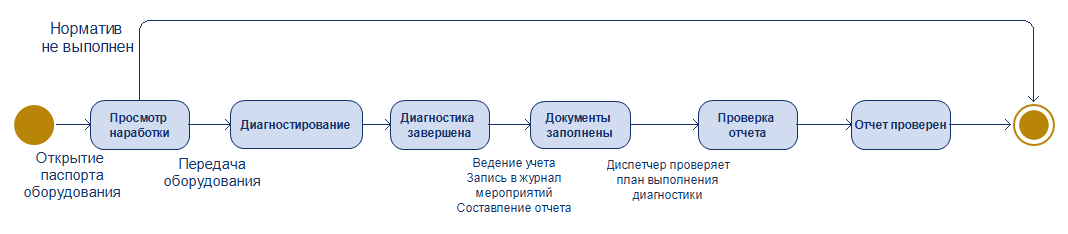 Норматив
не выполнен
Просмотр
наработки
Диагностирование
Диагностика
завершена
Документы
заполнены
Проверка
отчета
Отчет проверен
Открытие
паспорта
оборудования
Передача
оборудования
Ведение учета
Запись в журнал
мероприятий
Составление отчета
Диспетчер проверяет
план выполнения
диагностики